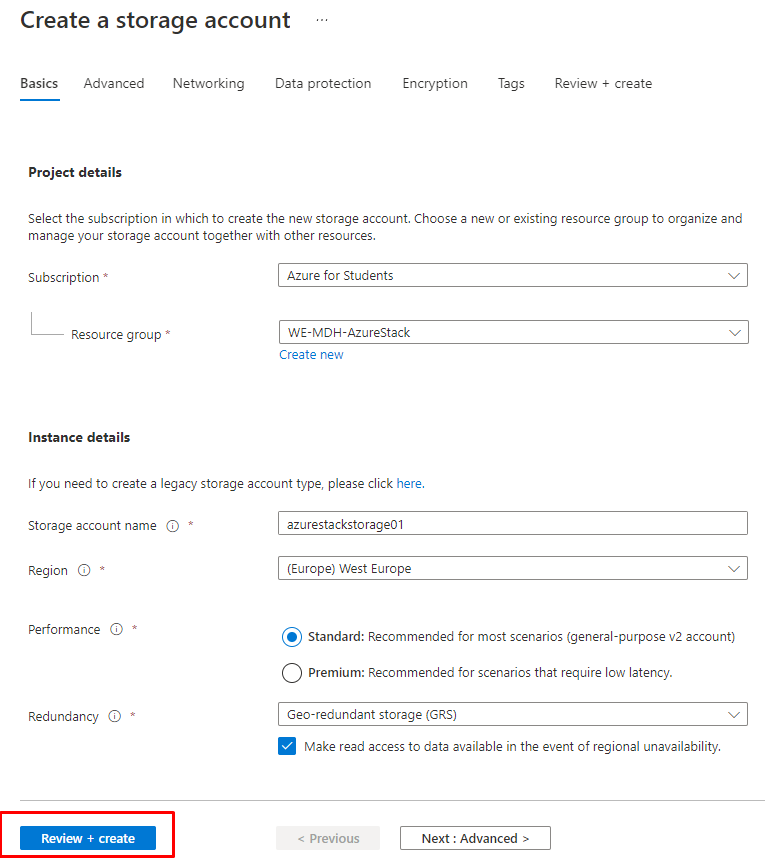 Create a storage account ...
Basics Advanced Networking Data protection Encryption Tags Review + create
Project details
Select the subscription in which to create the new storage account. Choose a new or existing resource group to organize and
manage your storage account together with other resources.
Subscription * Azure for Students
Resource group * WE-MDH-AzureStack
Create new
Instance details
If you need to create a legacy storage account type, please click here.
Storage account name * azurestackstorage01
Region * (Europe) West Europe
Performance * Standard: Recommended for most scenarios (general-purpose v2 account)
Premium: Recommended for scenarios that require low latency.
Redundancy * Geo-redundant storage (GRS)
Make read access to data available in the event of regional unavailability.
Review + create < Previous Next : Advanced >